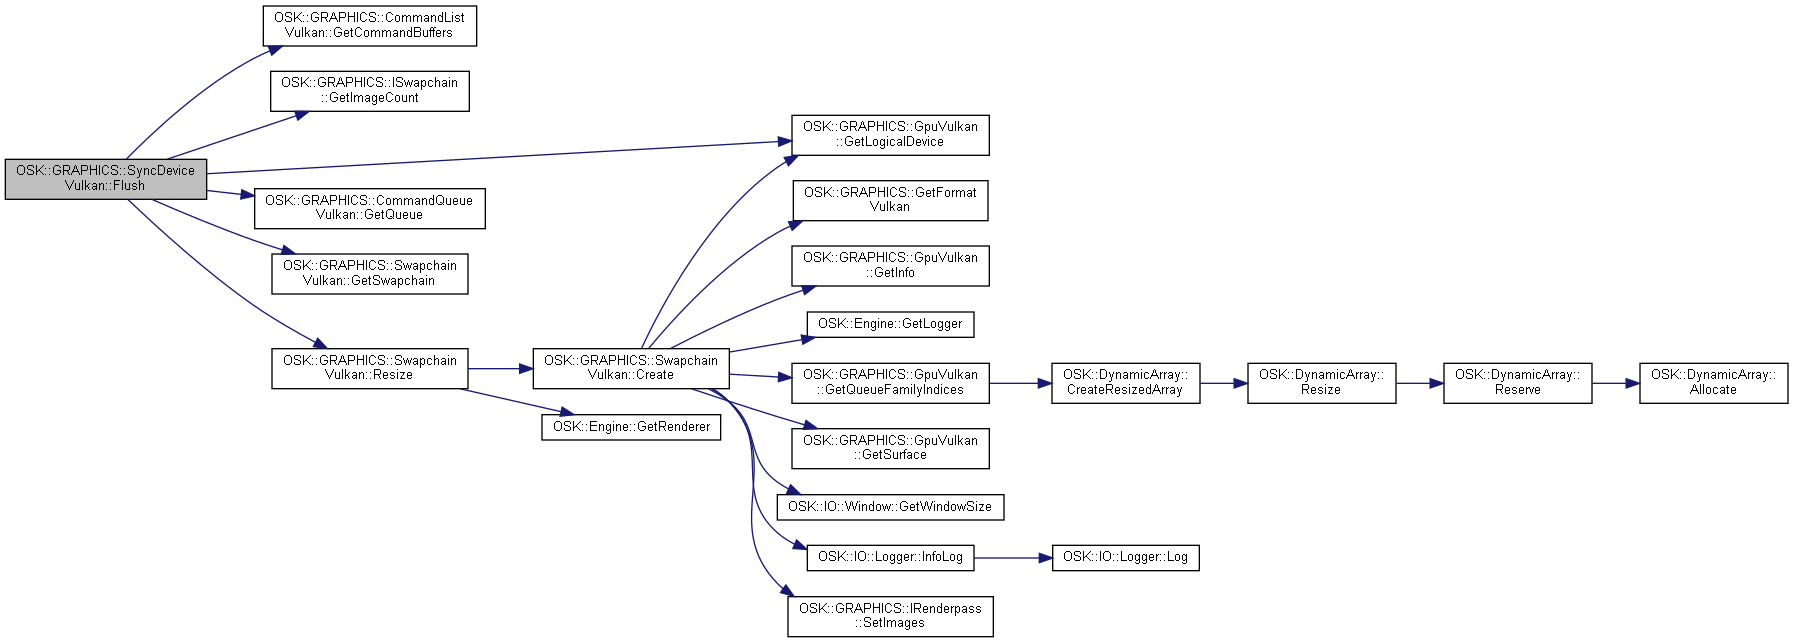 OSK::GRAPHICS::CommandList
Vulkan::GetCommandBuffers
OSK::GRAPHICS::ISwapchain
::GetImageCount
OSK::GRAPHICS::SyncDevice
Vulkan::Flush
OSK::GRAPHICS::CommandQueue
Vulkan::GetQueue
OSK::GRAPHICS::Swapchain
Vulkan::GetSwapchain
OSK::GRAPHICS::Swapchain
Vulkan::Resize
OSK::GRAPHICS::Swapchain
Vulkan::Create
OSK::Engine::GetRenderer
OSK::GRAPHICS::GpuVulkan
::GetLogicalDevice
OSK::GRAPHICS::GetFormat
Vulkan
OSK::GRAPHICS::GpuVulkan
::GetInfo
OSK::Engine::GetLogger
OSK::GRAPHICS::GpuVulkan
::GetQueueFamilyIndices
OSK::DynamicArray::
CreateResizedArray
OSK::DynamicArray::
Resize
OSK::DynamicArray::
Reserve
OSK::DynamicArray::
Allocate
OSK::GRAPHICS::GpuVulkan
::GetSurface
OSK::IO::Window::GetWindowSize
OSK::IO::Logger::InfoLog
OSK::IO::Logger::Log
OSK::GRAPHICS::IRenderpass
::SetImages